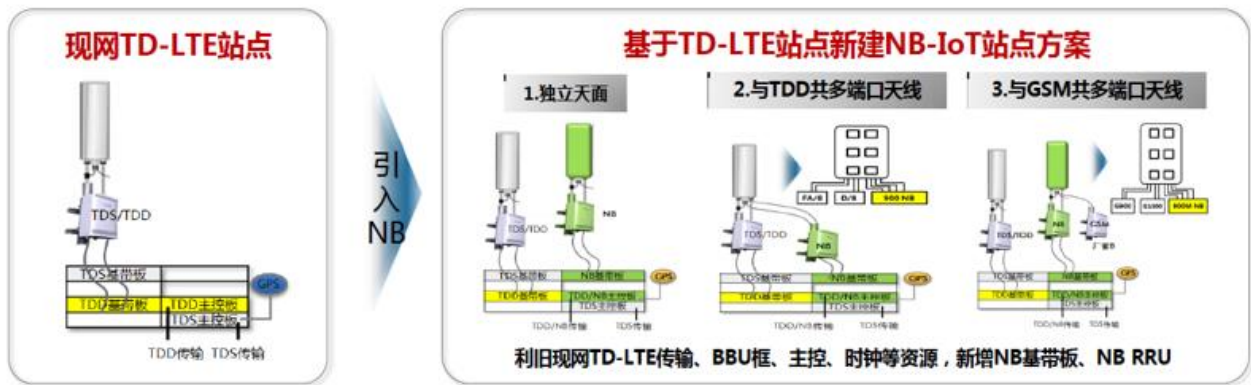 现网TD-LTE站点
TDS/TDD
TDS基带板
TDD基带板 TDD主控板
TDS主控板
GPS
TDD传输 TDS传输
引入NB
基于TD-LTE站点新建NB-IoT站点方案
1.独立天面
NB
TDS/TDD
TDS基带板 NB基带板
TDD基带板 TDD/NB主控板
TDS主控板
GPS
TDD/NB传输 TDS传输
2.与TDD共多端口天线
FA/B D/B 900 NB
TDS/TDD
NB
TDS基带板 NB基带板
TDD基带板 TDD/NB主控板
TDS主控板
GPS
TDD/NB传输 TDS传输
3.与GSM共多端口天线
G900 900M NB
NB GSM
TDS/TDD
TDS基带板 NB基带板
TDD基带板 TDD/NB主控板
TDS主控板
GPS
TDD/NB传输 TDS传输
利旧现网TD-LTE传输、BBU框、主控、时钟等资源，新增NB基带板、NB RRU